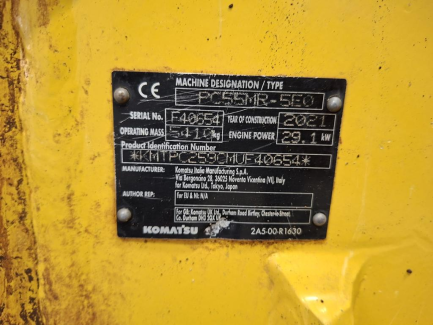 CE MACHINE DESIGNATION / TYPE
PC55MR-5E0
SERIAL No. F40654 YEAR OF CONSTRUCTION 2021
OPERATING MASS 5410 kg ENGINE POWER 29.1 kW
Product Identification Number
*KMTPC259CMUF40654*
MANUFACTURER: Komatsu Italia Manufacturing S.p.A.
Via Bergoncino 28, 36025 Noventa Vicentina (VI), Italy
for Komatsu Ltd., Tokyo, Japan
AUTHOR REP: for EU & NI: N/A
for GB: Komatsu UK Ltd, Durham Road Birtley, Chester-le-Street,
Co. Durham DH3 2QX UK
KOMATSU 2A5-00-R1630